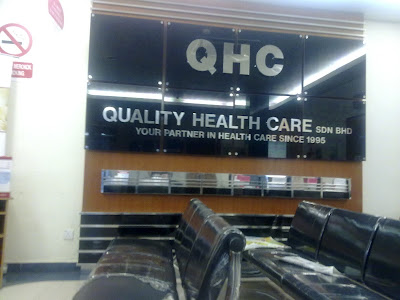 QHC
QUALITY HEALTH CARE SDN BHD
YOUR PARTNER IN HEALTH CARE SINCE 1995